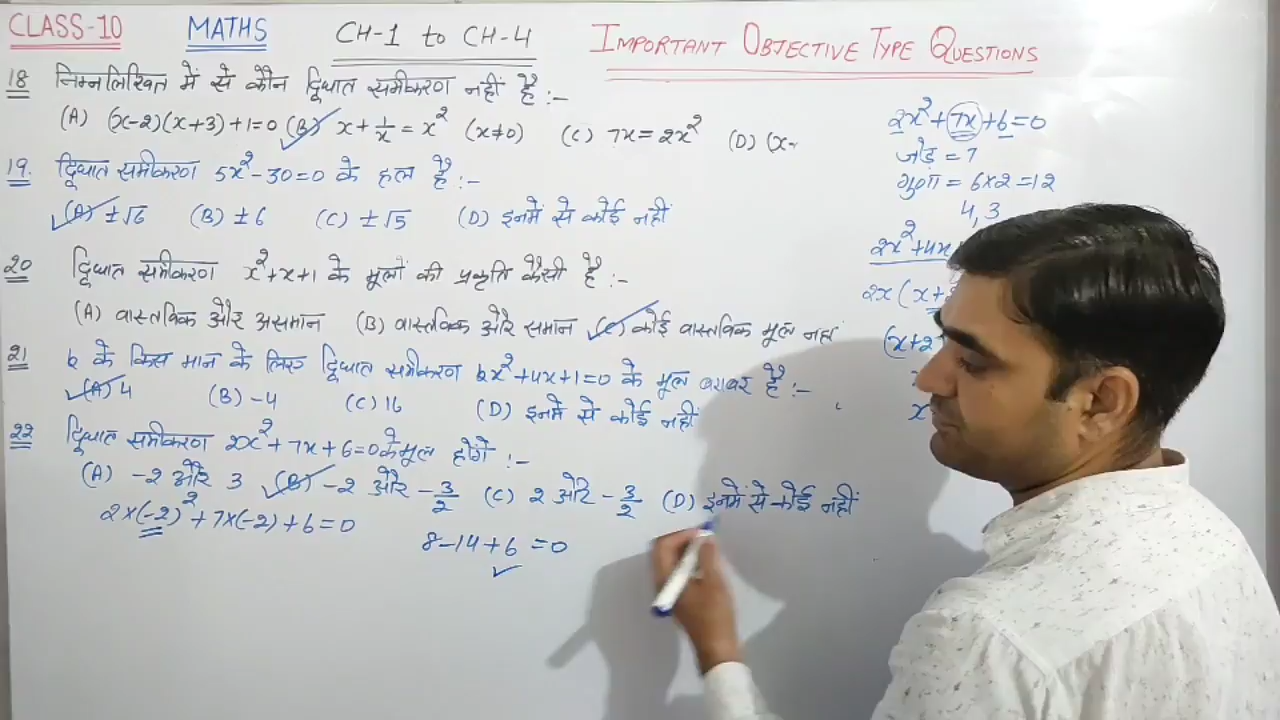 CLASS-10 MATHS CH-1 to CH-4 IMPORTANT OBJECTIVE TYPE QUESTIONS
18 निम्नलिखित में से कौन द्विघात समीकरण नहीं है :-
(A) (x-2)(x+3)+1=0 (B) x+1/x=x² (x≠0) (C) 7x=2x² (D) (x-
19. द्विघात समीकरण 5x²-30=0 के हल है :-
(A) ±√6 (B) ±6 (C) ±√5 (D) इनमें से कोई नहीं
20 द्विघात समीकरण x²+x+1 के मूलों की प्रकृति कैसी है :-
(A) वास्तविक और असमान (B) वास्तविक और समान (C) कोई वास्तविक मूल नहीं
21 k के किस मान के लिए द्विघात समीकरण kx²+4x+1=0 के मूल बराबर है :-
(A) 4 (B) -4 (C) 16 (D) इनमें से कोई नहीं
22 द्विघात समीकरण 2x²+7x+6=0 के मूल होगें :-
(A) -2 और 3 (B) -2 और -3/2 (C) 2 और -3/2 (D) इनमें से कोई नहीं
2×(-2)²+7×(-2)+6=0
8-14+6=0
2x²+7x+6=0
जोड़ = 7
गुणा = 6×2=12
4,3
2x²+4x
2x(x+
(x+2
x